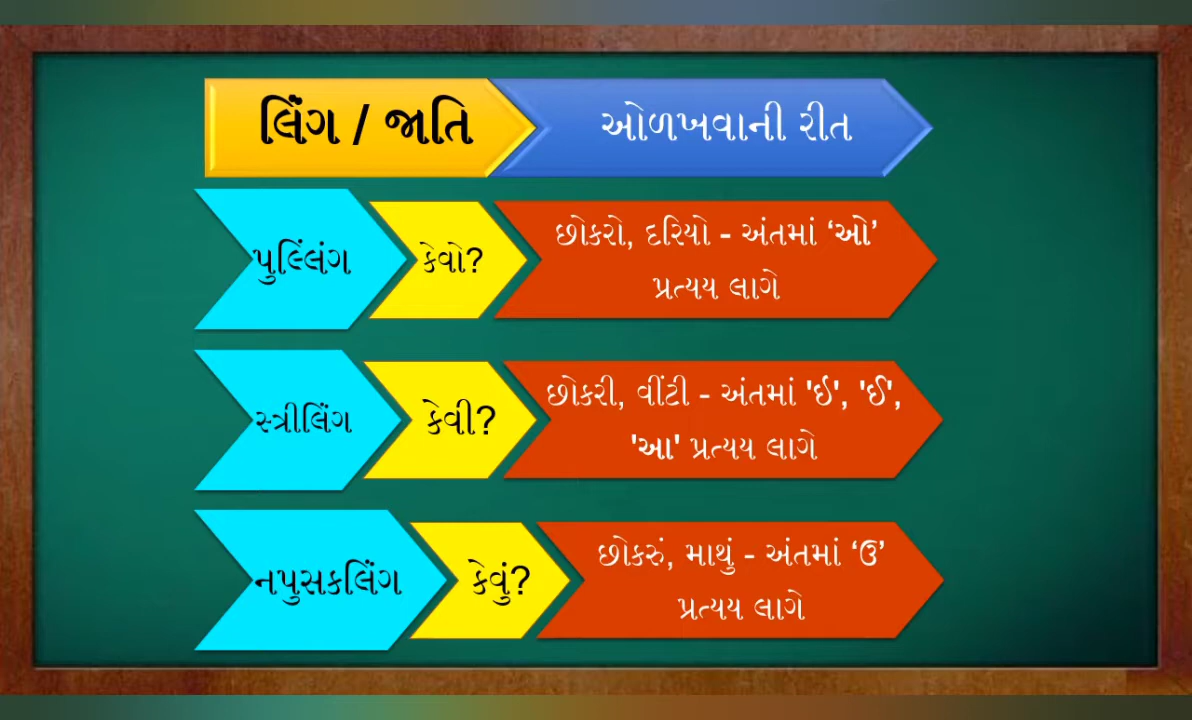 લિંગ / જાતિ
ઓળખવાની રીત
પુલ્લિંગ
કેવો?
છોકરો, દરિયો - અંતમાં ‘ઓ’
પ્રત્યય લાગે
સ્ત્રીલિંગ
કેવી?
છોકરી, વીંટી - અંતમાં 'ઇ', 'ઈ',
'આ' પ્રત્યય લાગે
નપુસકલિંગ
કેવું?
છોકરું, માથું - અંતમાં ‘ઉ’
પ્રત્યય લાગે